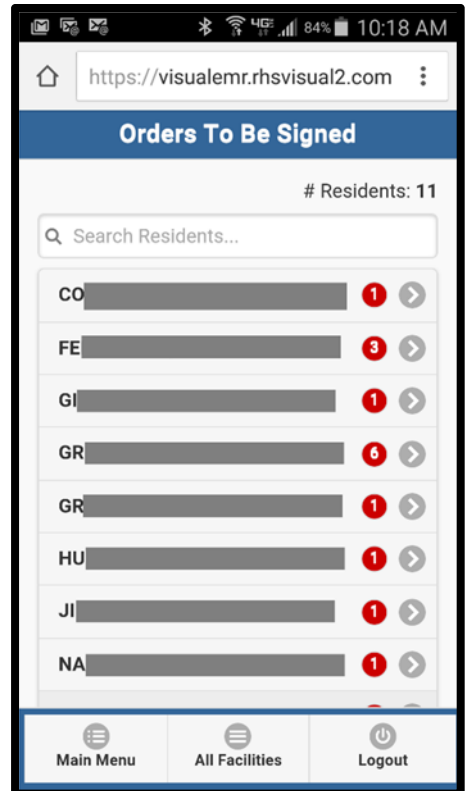 4G 84% 10:18 AM
https://visualemr.rhsvisual2.com
Orders To Be Signed
# Residents: 11
Search Residents...
CO 1
FE 3
GI 1
GR 6
GR 1
HU 1
JI 1
NA 1
Main Menu All Facilities Logout